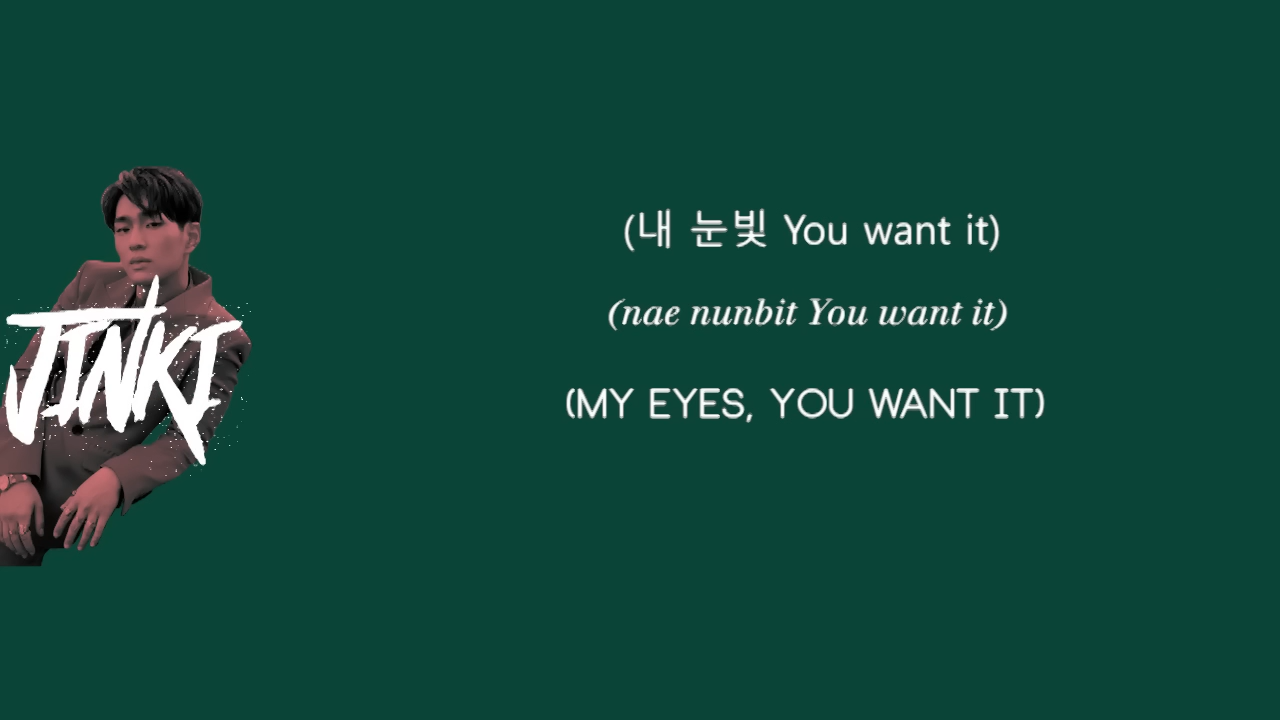 JINKI
(내 눈빛 You want it)
(nae nunbit You want it)
(MY EYES, YOU WANT IT)